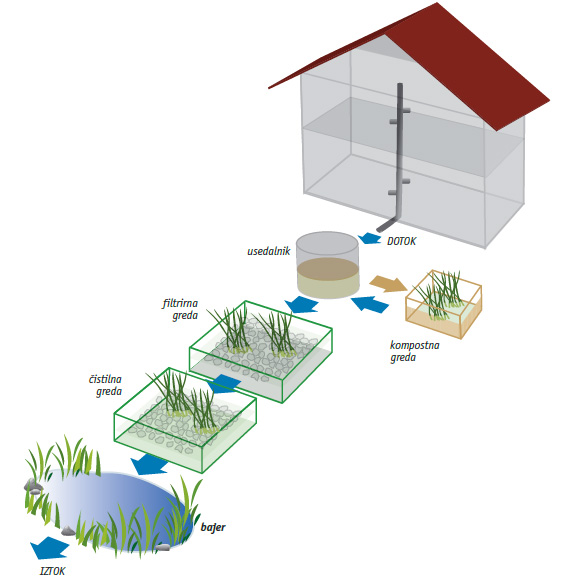 DOTOK
usedalnik
filtrirna
greda
kompostna
greda
čistilna
greda
bajer
IZTOK